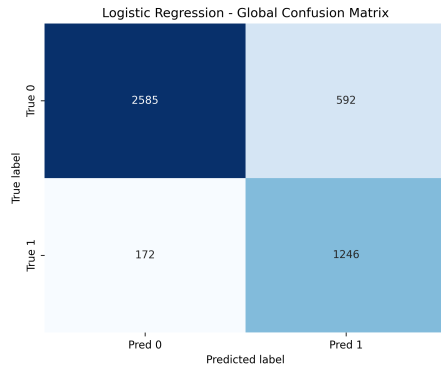 Logistic Regression - Global Confusion Matrix
True label
True 0
2585 592
True 1
172 1246
Pred 0 Pred 1
Predicted label